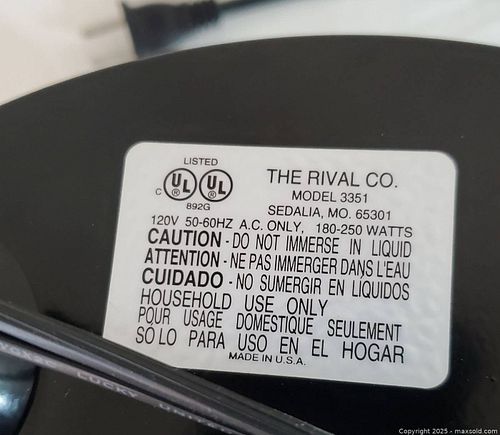 LISTED
C UL UL
892G
THE RIVAL CO.
MODEL 3351
SEDALIA, MO. 65301
120V 50-60HZ A.C. ONLY, 180-250 WATTS
CAUTION - DO NOT IMMERSE IN LIQUID
ATTENTION - NE PAS IMMERGER DANS L'EAU
CUIDADO - NO SUMERGIR EN LIQUIDOS
HOUSEHOLD USE ONLY
POUR USAGE DOMESTIQUE SEULEMENT
SOLO PARA USO EN EL HOGAR
MADE IN U.S.A.
LUCKY
Copyright 2025 - maxsold.com